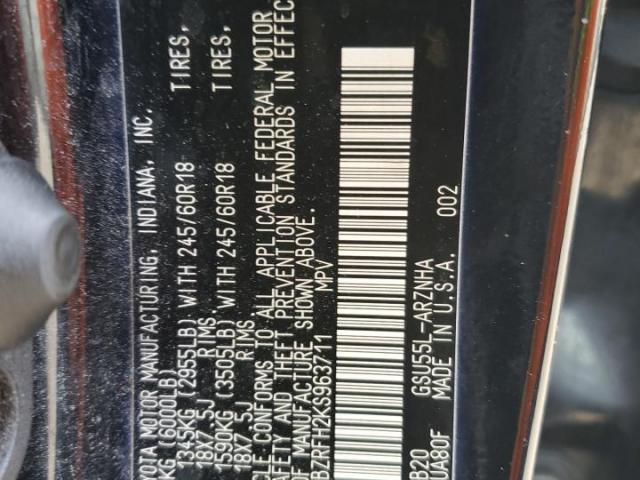 OYOTA MOTOR MANUFACTURING, INDIANA, INC.
KG (6000LB)
1345KG (2955LB) WITH 245/60R18 TIRES,
18X7.5J RIMS,
1590KG (3505LB) WITH 245/60R18 TIRES,
18X7.5J RIMS,
CLE CONFORMS TO ALL APPLICABLE FEDERAL MOTOR
AFETY AND THEFT PREVENTION STANDARDS IN EFFEC
OF MANUFACTURE SHOWN ABOVE.
BZRFH2KS963711 MPV
B20 GSU55L-ARZNHA
UA80F MADE IN U.S.A. 002